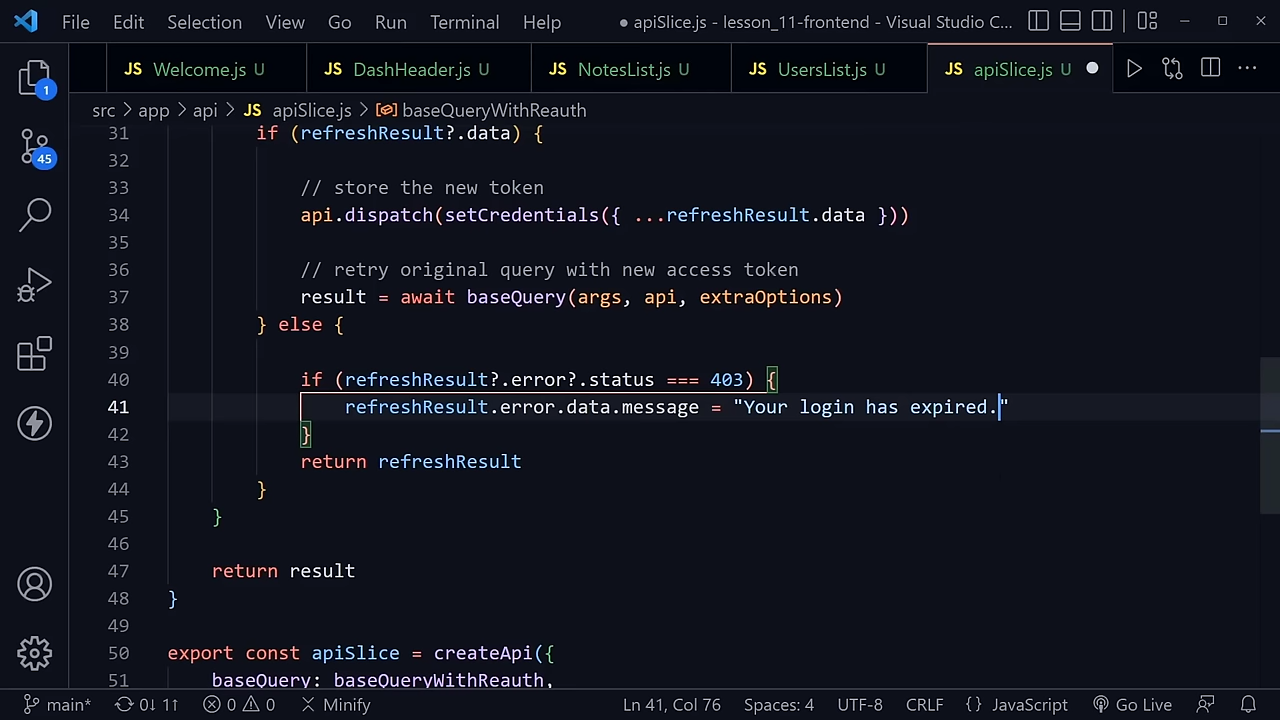 File Edit Selection View Go Run Terminal Help ● apiSlice.js - lesson_11-frontend - Visual Studio C...
JS Welcome.js U JS DashHeader.js U JS NotesList.js U JS UsersList.js U JS apiSlice.js U ●
src > app > api > JS apiSlice.js > baseQueryWithReauth
31 if (refreshResult?.data) {
32
33 // store the new token
34 api.dispatch(setCredentials({ ...refreshResult.data }))
35
36 // retry original query with new access token
37 result = await baseQuery(args, api, extraOptions)
38 } else {
39
40 if (refreshResult?.error?.status === 403) {
41 refreshResult.error.data.message = "Your login has expired."
42 }
43 return refreshResult
44 }
45 }
46
47 return result
48 }
49
50 export const apiSlice = createApi({
51 baseQuery: baseQueryWithReauth,
1
45
main* 0↓ 1↑ 0 0 Minify Ln 41, Col 76 Spaces: 4 UTF-8 CRLF {} JavaScript Go Live